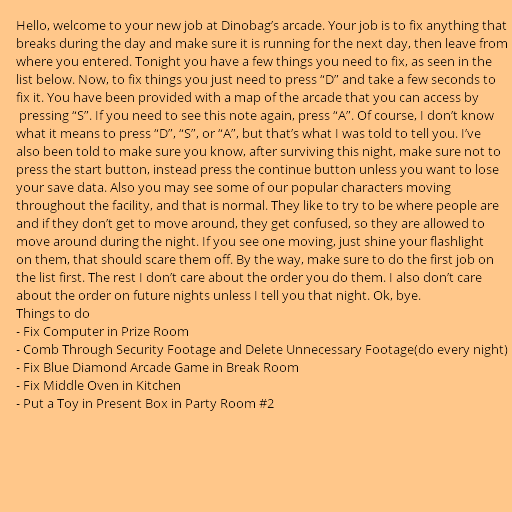 Hello, welcome to your new job at Dinobag’s arcade. Your job is to fix anything that
breaks during the day and make sure it is running for the next day, then leave from
where you entered. Tonight you have a few things you need to fix, as seen in the
list below. Now, to fix things you just need to press “D” and take a few seconds to
fix it. You have been provided with a map of the arcade that you can access by
pressing “S”. If you need to see this note again, press “A”. Of course, I don’t know
what it means to press “D”, “S”, or “A”, but that’s what I was told to tell you. I’ve
also been told to make sure you know, after surviving this night, make sure not to
press the start button, instead press the continue button unless you want to lose
your save data. Also you may see some of our popular characters moving
throughout the facility, and that is normal. They like to try to be where people are
and if they don’t get to move around, they get confused, so they are allowed to
move around during the night. If you see one moving, just shine your flashlight
on them, that should scare them off. By the way, make sure to do the first job on
the list first. The rest I don’t care about the order you do them. I also don’t care
about the order on future nights unless I tell you that night. Ok, bye.
Things to do
- Fix Computer in Prize Room
- Comb Through Security Footage and Delete Unnecessary Footage(do every night)
- Fix Blue Diamond Arcade Game in Break Room
- Fix Middle Oven in Kitchen
- Put a Toy in Present Box in Party Room #2